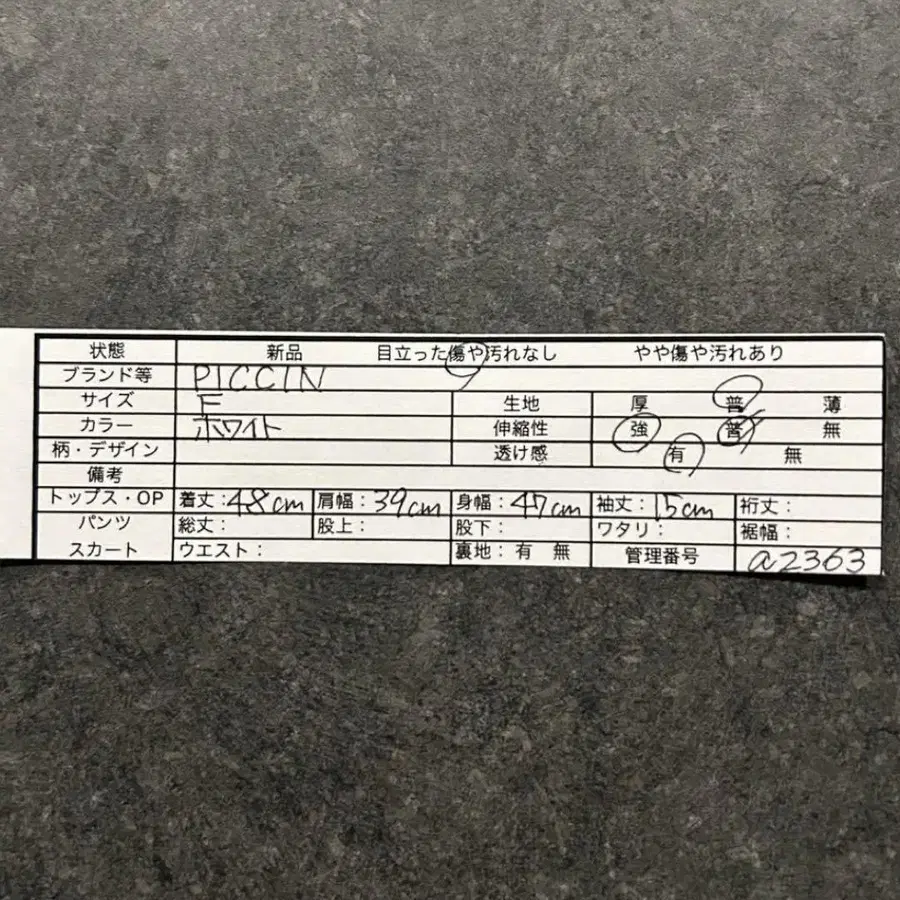 状態 新品 目立った傷や汚れなし やや傷や汚れあり
ブランド等 PICCIN
サイズ F 生地 厚 普 薄
カラー ホワイト 伸縮性 強 普 無
柄・デザイン 透け感 有 無
備考
トップス・OP 着丈:48cm 肩幅:39cm 身幅:47cm 袖丈:15cm 裄丈:
パンツ 総丈: 股上: 股下: ワタリ: 裾幅:
スカート ウエスト: 裏地:有 無 管理番号 a2363